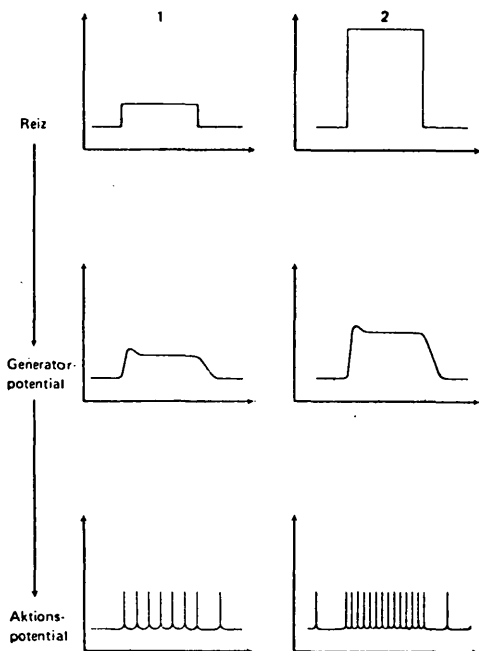 1
2
Reiz
Generator-
potential
Aktions-
potential